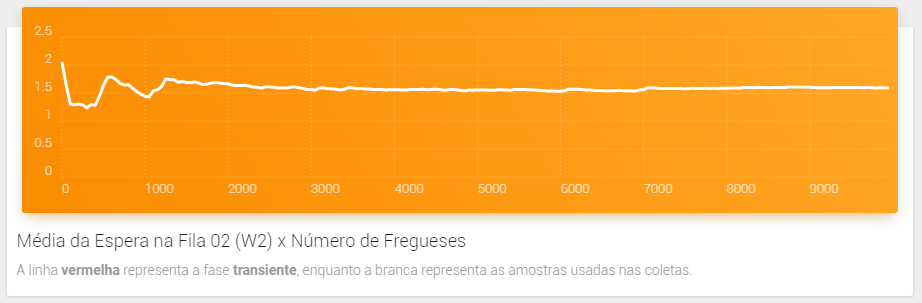 2.5
2
1.5
1
0.5
0
0 1000 2000 3000 4000 5000 6000 7000 8000 9000
Média da Espera na Fila 02 (W2) x Número de Fregueses
A linha vermelha representa a fase transiente, enquanto a branca representa as amostras usadas nas coletas.